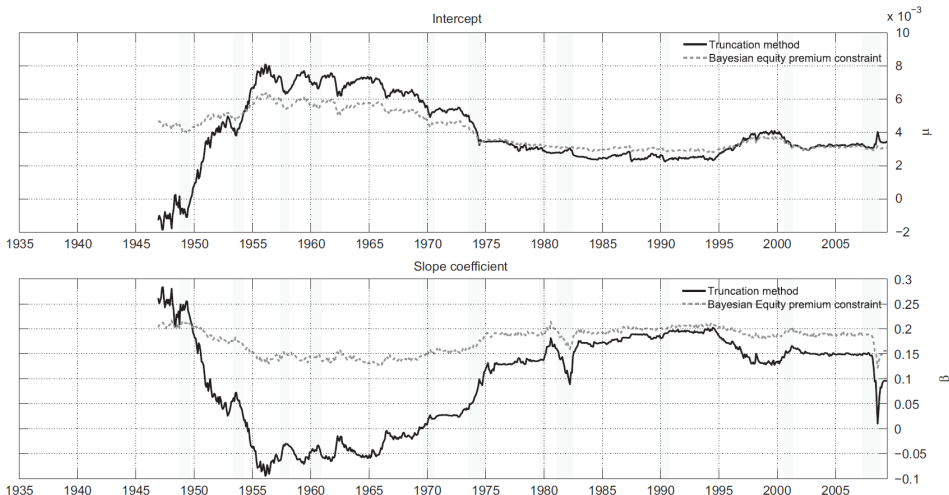 Intercept
x 10⁻³
10
Truncation method
Bayesian equity premium constraint
8
6
4
μ
2
0
−2
1935 1940 1945 1950 1955 1960 1965 1970 1975 1980 1985 1990 1995 2000 2005
Slope coefficient
0.3
Truncation method
0.25
Bayesian Equity premium constraint
0.2
0.15
0.1
β
0.05
0
−0.05
−0.1
1935 1940 1945 1950 1955 1960 1965 1970 1975 1980 1985 1990 1995 2000 2005